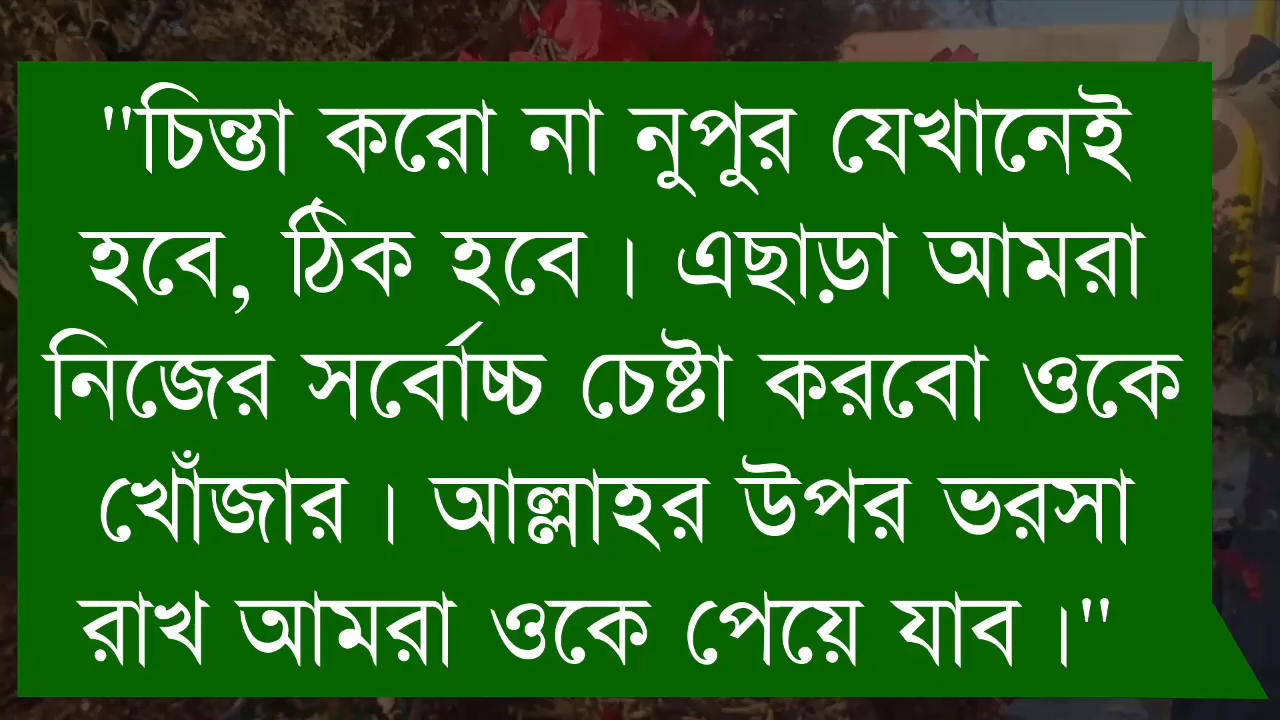 "চিন্তা করো না নুপুর যেখানেই
হবে, ঠিক হবে । এছাড়া আমরা
নিজের সর্বোচ্চ চেষ্টা করবো ওকে
খোঁজার । আল্লাহর উপর ভরসা
রাখ আমরা ওকে পেয়ে যাব ।"